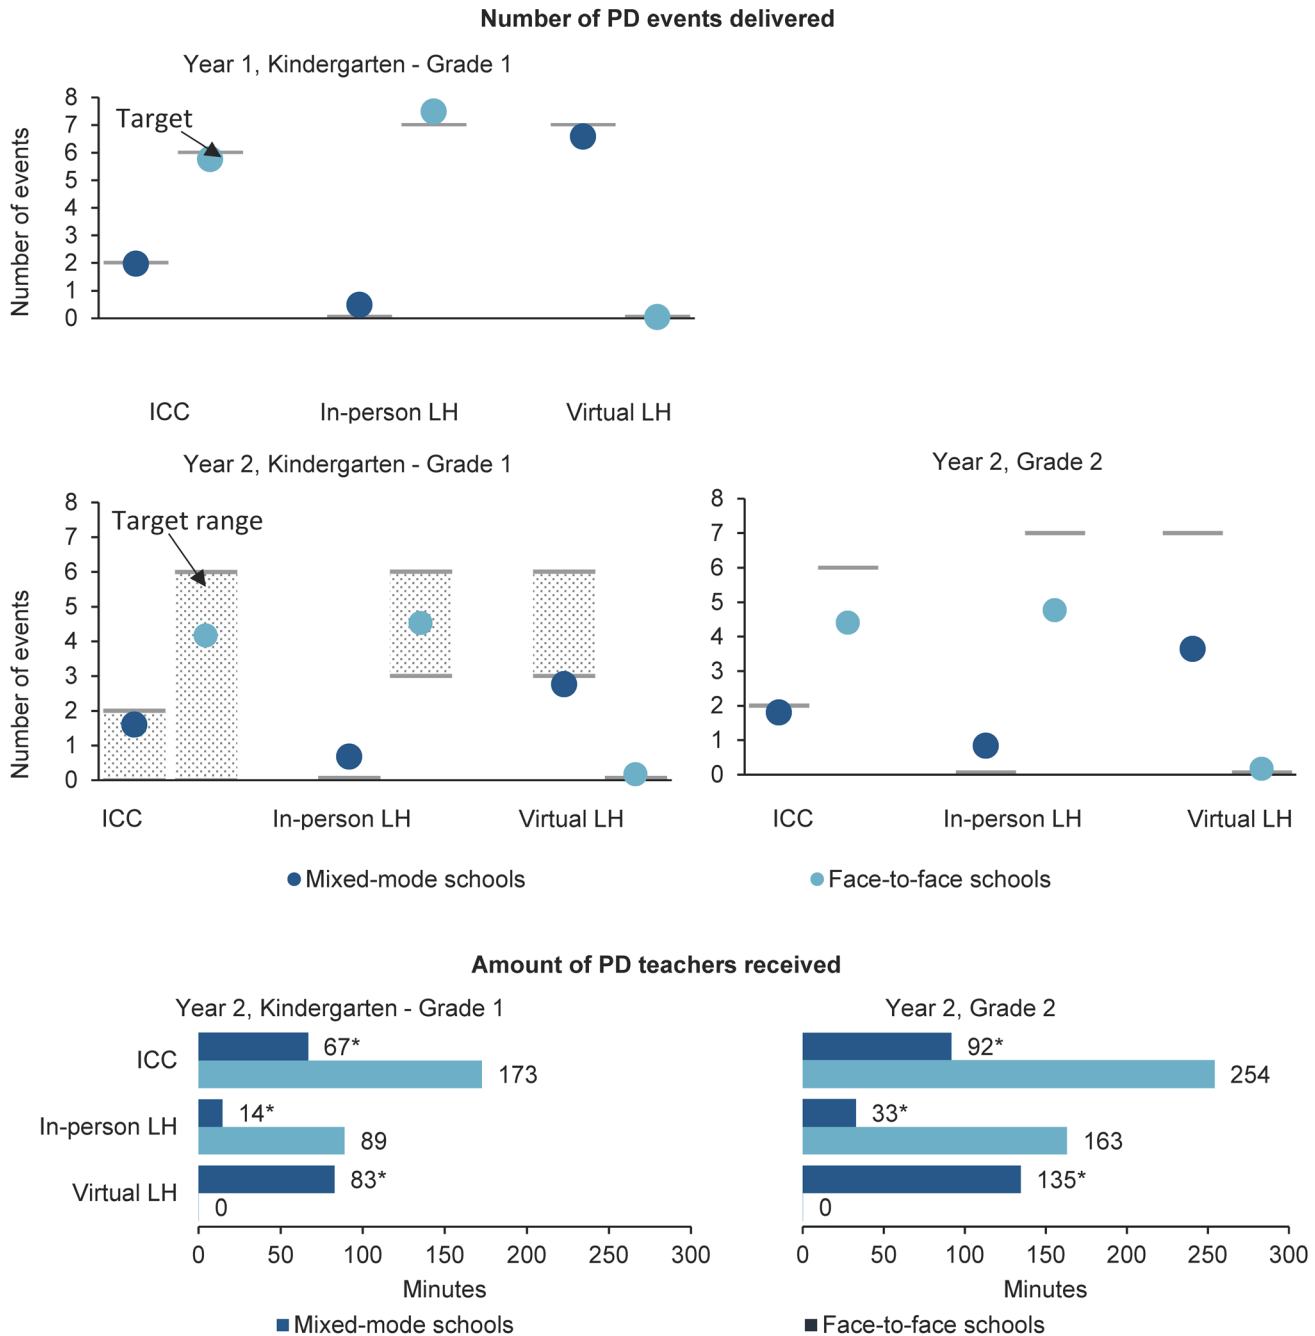 Number of PD events delivered
Year 1, Kindergarten - Grade 1
Number of events
8
7
6
5
4
3
2
1
0
Target
ICC In-person LH Virtual LH
Year 2, Kindergarten - Grade 1
Number of events
8
7
6
5
4
3
2
1
0
Target range
ICC In-person LH Virtual LH
Year 2, Grade 2
8
7
6
5
4
3
2
1
0
ICC In-person LH Virtual LH
Mixed-mode schools Face-to-face schools
Amount of PD teachers received
Year 2, Kindergarten - Grade 1
ICC 67*
173
In-person LH 14*
89
Virtual LH 83*
0
0 50 100 150 200 250 300
Minutes
Mixed-mode schools
Year 2, Grade 2
92*
254
33*
163
135*
0
0 50 100 150 200 250 300
Minutes
Face-to-face schools